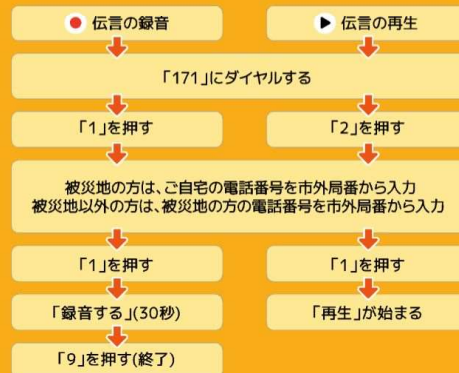 伝言の録音
伝言の再生
「171」にダイヤルする
「1」を押す
「2」を押す
被災地の方は、ご自宅の電話番号を市外局番から入力
被災地以外の方は、被災地の方の電話番号を市外局番から入力
「1」を押す
「1」を押す
「録音する」(30秒)
「再生」が始まる
「9」を押す(終了)